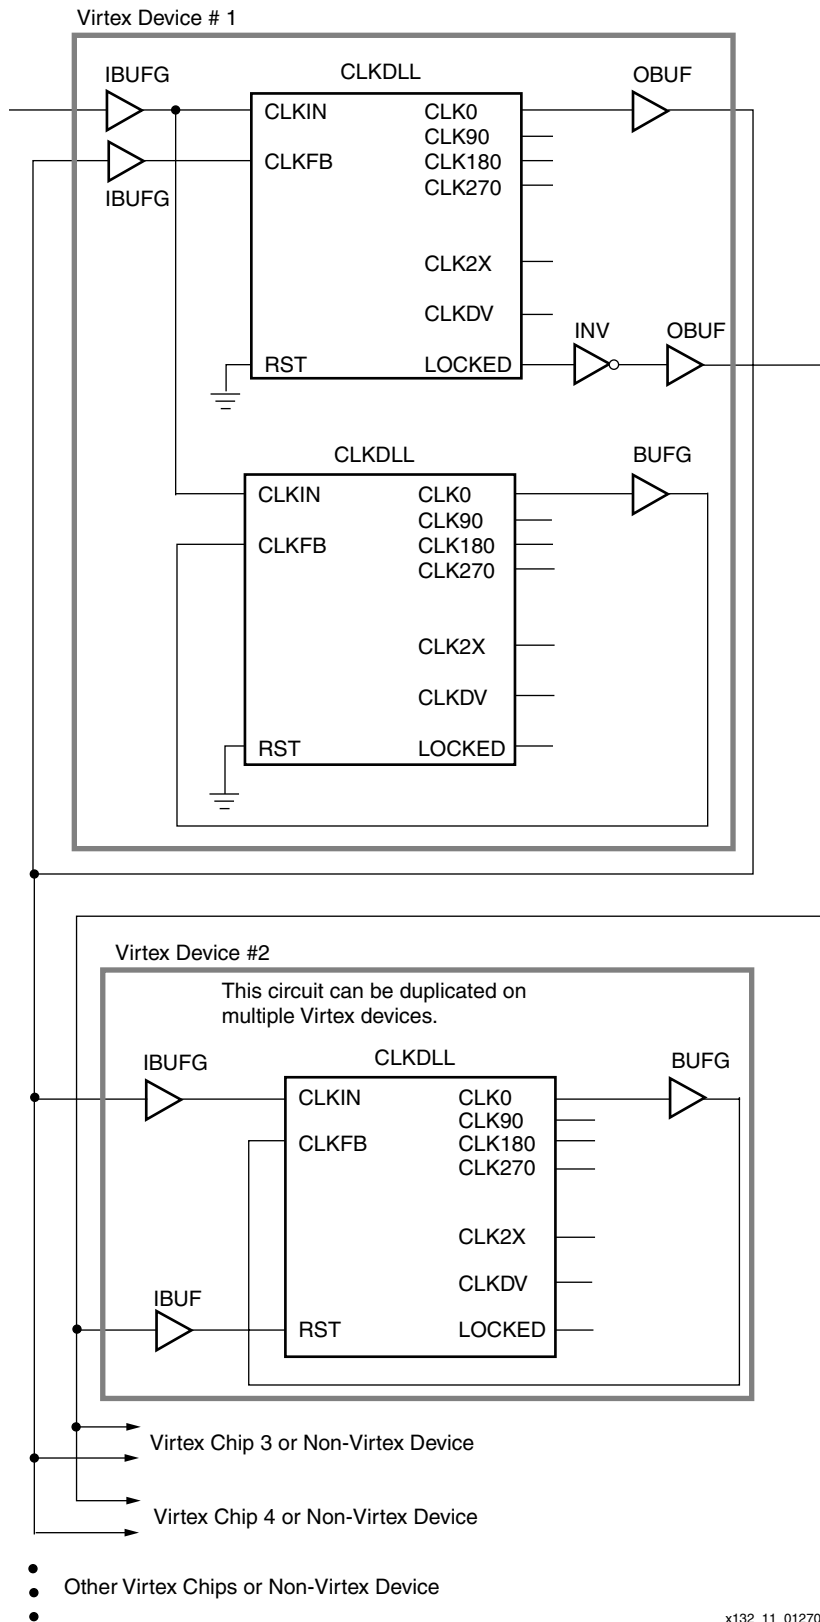 Virtex Device # 1
IBUFG
CLKDLL
OBUF
CLKIN
CLK0
CLK90
CLKFB
CLK180
CLK270
IBUFG
CLK2X
CLKDV
INV
OBUF
RST
LOCKED
CLKDLL
BUFG
CLKIN
CLK0
CLK90
CLKFB
CLK180
CLK270
CLK2X
CLKDV
RST
LOCKED
Virtex Device #2
This circuit can be duplicated on
multiple Virtex devices.
IBUFG
CLKDLL
BUFG
CLKIN
CLK0
CLK90
CLKFB
CLK180
CLK270
CLK2X
CLKDV
IBUF
RST
LOCKED
Virtex Chip 3 or Non-Virtex Device
Virtex Chip 4 or Non-Virtex Device
Other Virtex Chips or Non-Virtex Device
x132_11_01270